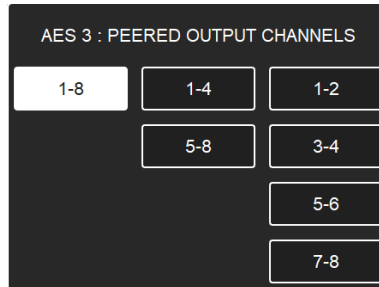 AES 3 : PEERED OUTPUT CHANNELS
1-8 1-4 1-2
5-8 3-4
5-6
7-8